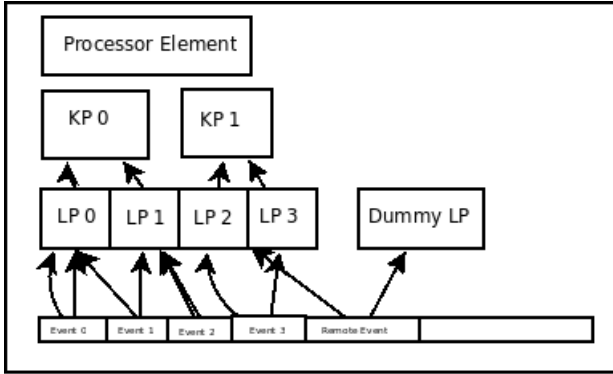 Processor Element
KP 0
KP 1
LP 0
LP 1
LP 2
LP 3
Dummy LP
Event 0
Event 1
Event 2
Event 3
Remote Event